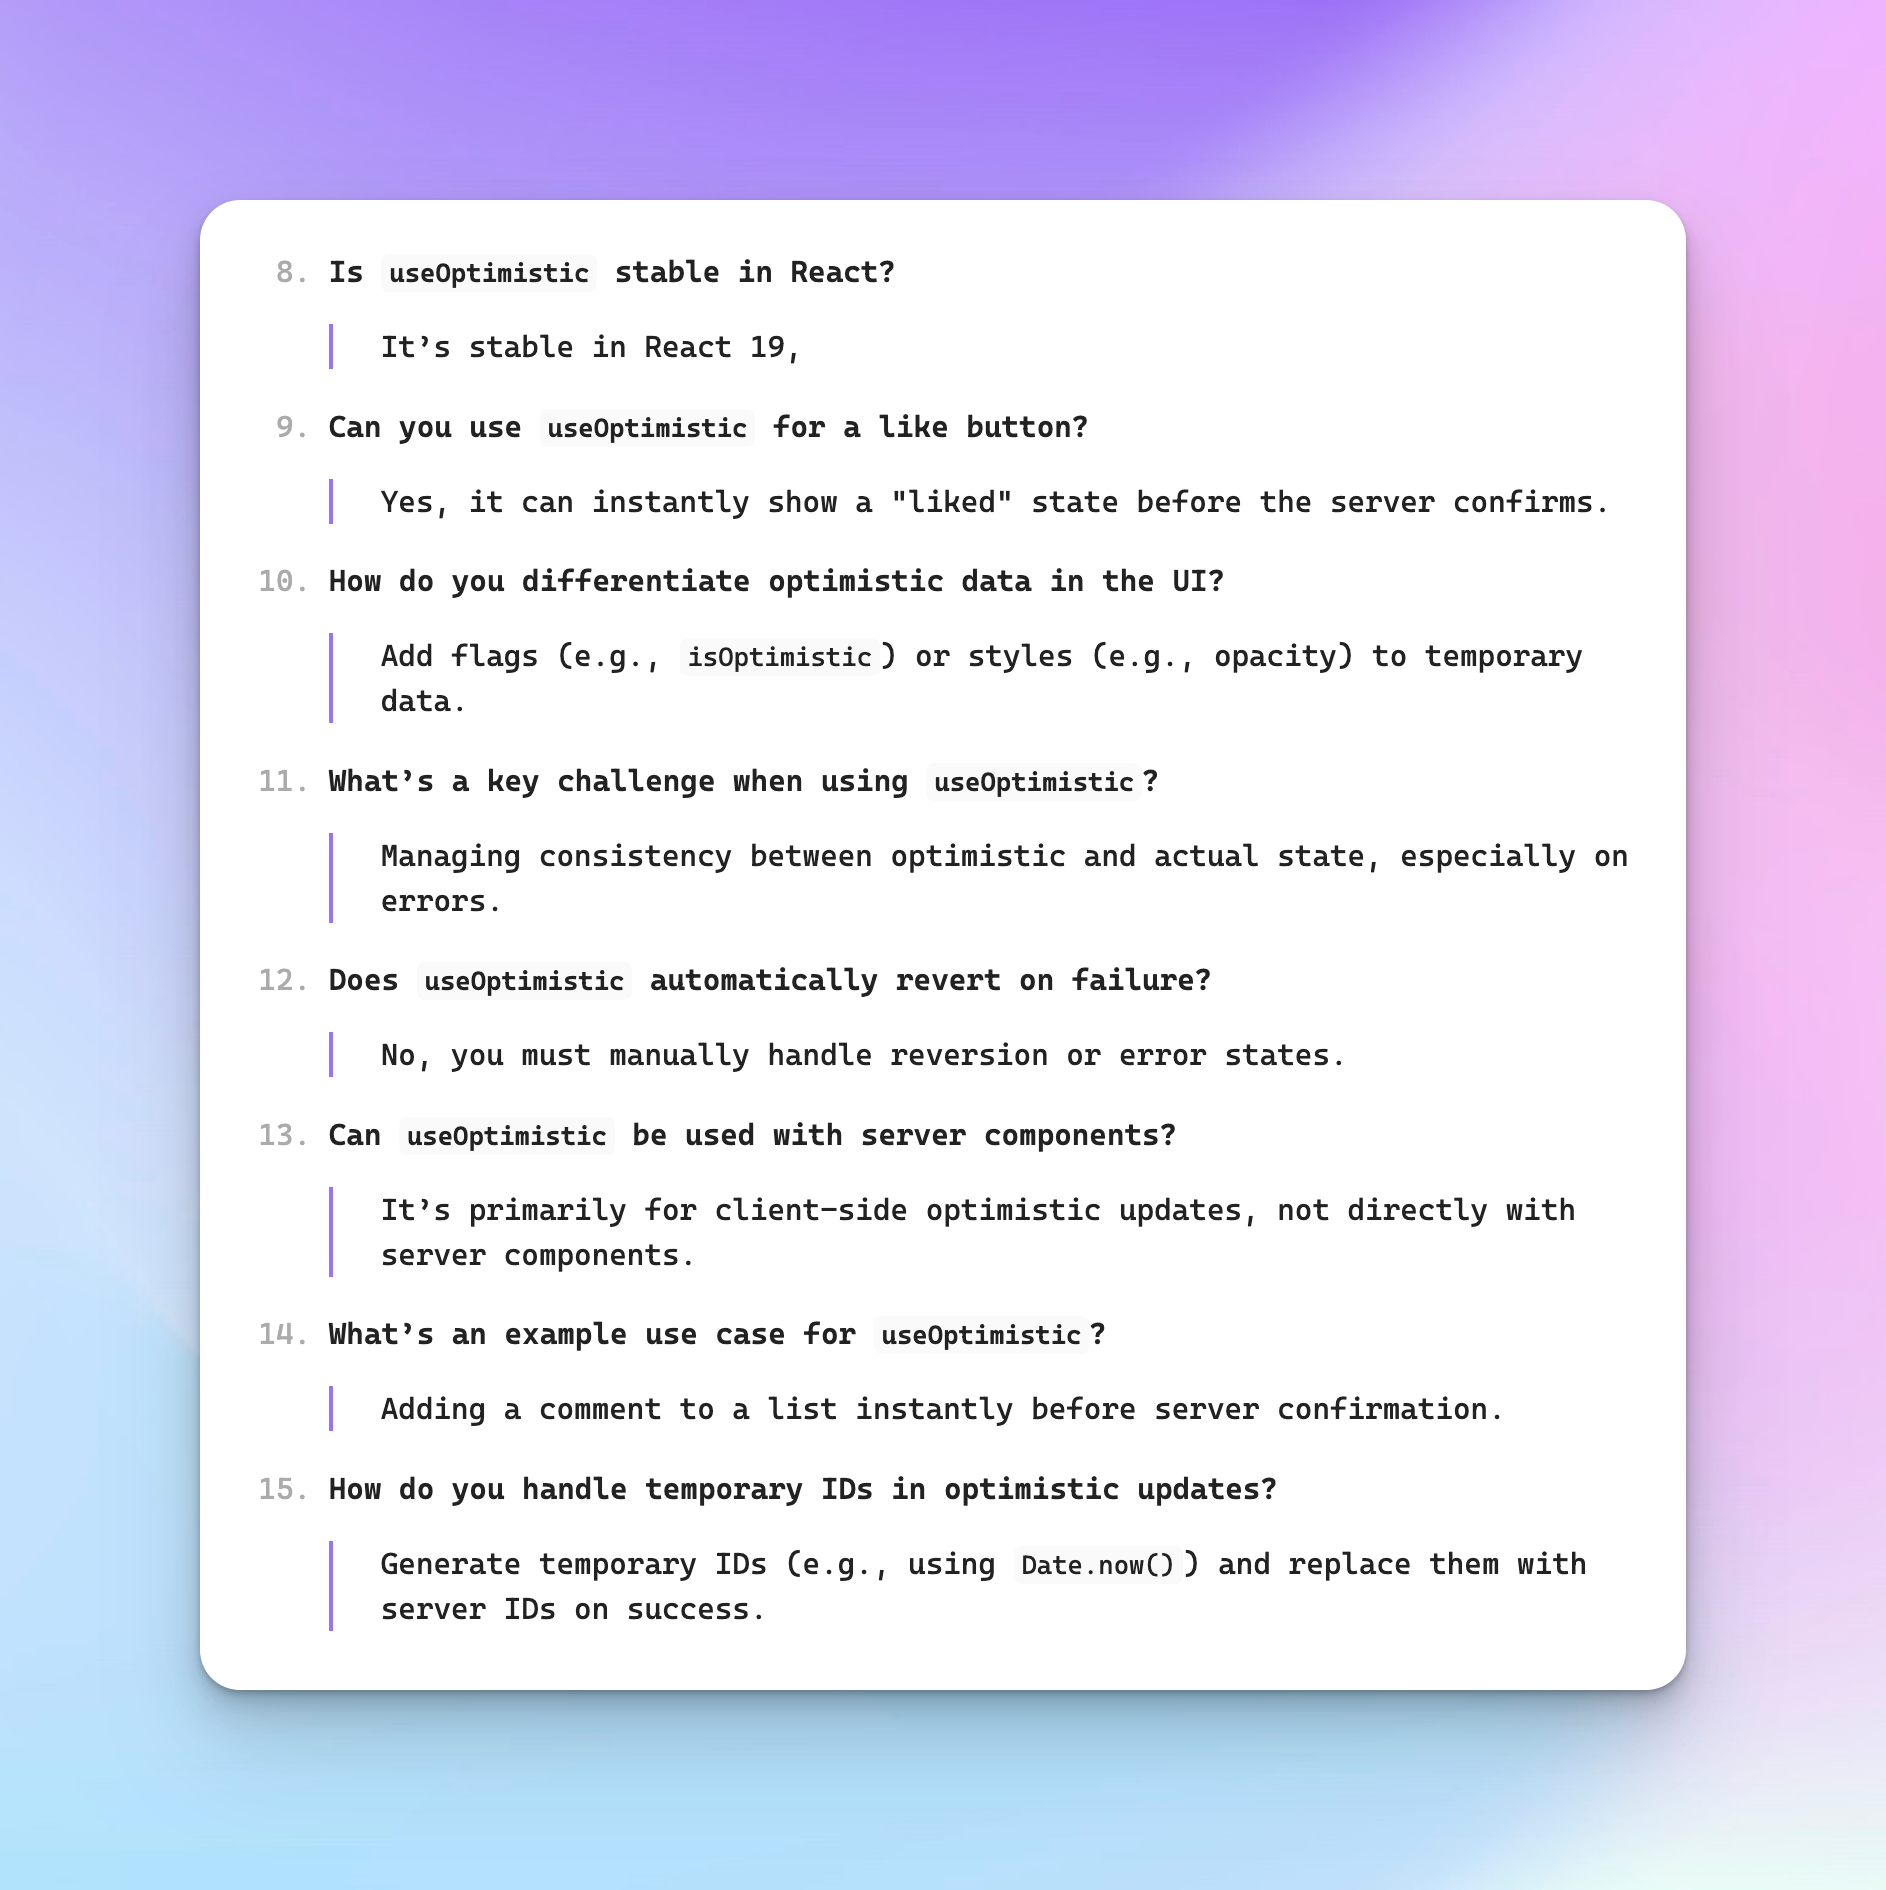 8. Is useOptimistic stable in React?
It’s stable in React 19,
9. Can you use useOptimistic for a like button?
Yes, it can instantly show a "liked" state before the server confirms.
10. How do you differentiate optimistic data in the UI?
Add flags (e.g., isOptimistic) or styles (e.g., opacity) to temporary
data.
11. What’s a key challenge when using useOptimistic?
Managing consistency between optimistic and actual state, especially on
errors.
12. Does useOptimistic automatically revert on failure?
No, you must manually handle reversion or error states.
13. Can useOptimistic be used with server components?
It’s primarily for client-side optimistic updates, not directly with
server components.
14. What’s an example use case for useOptimistic?
Adding a comment to a list instantly before server confirmation.
15. How do you handle temporary IDs in optimistic updates?
Generate temporary IDs (e.g., using Date.now()) and replace them with
server IDs on success.